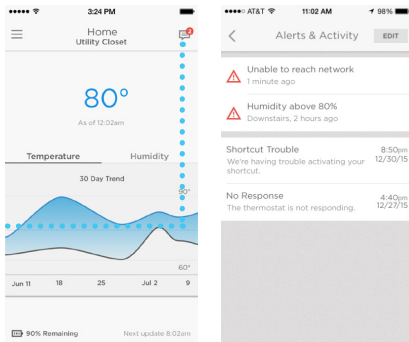 3:24 PM
Home
Utility Closet
2
80°
As of 12:02am
Temperature Humidity
30 Day Trend
90°
60°
Jun 11 18 25 Jul 2 9
90% Remaining Next update 8:02am
AT&T 11:02 AM 98%
Alerts & Activity EDIT
Unable to reach network
1 minute ago
Humidity above 80%
Downstairs, 2 hours ago
Shortcut Trouble 8:50pm
We're having trouble activating your 12/30/15
shortcut.
No Response 4:40pm
The thermostat is not responding. 12/27/15